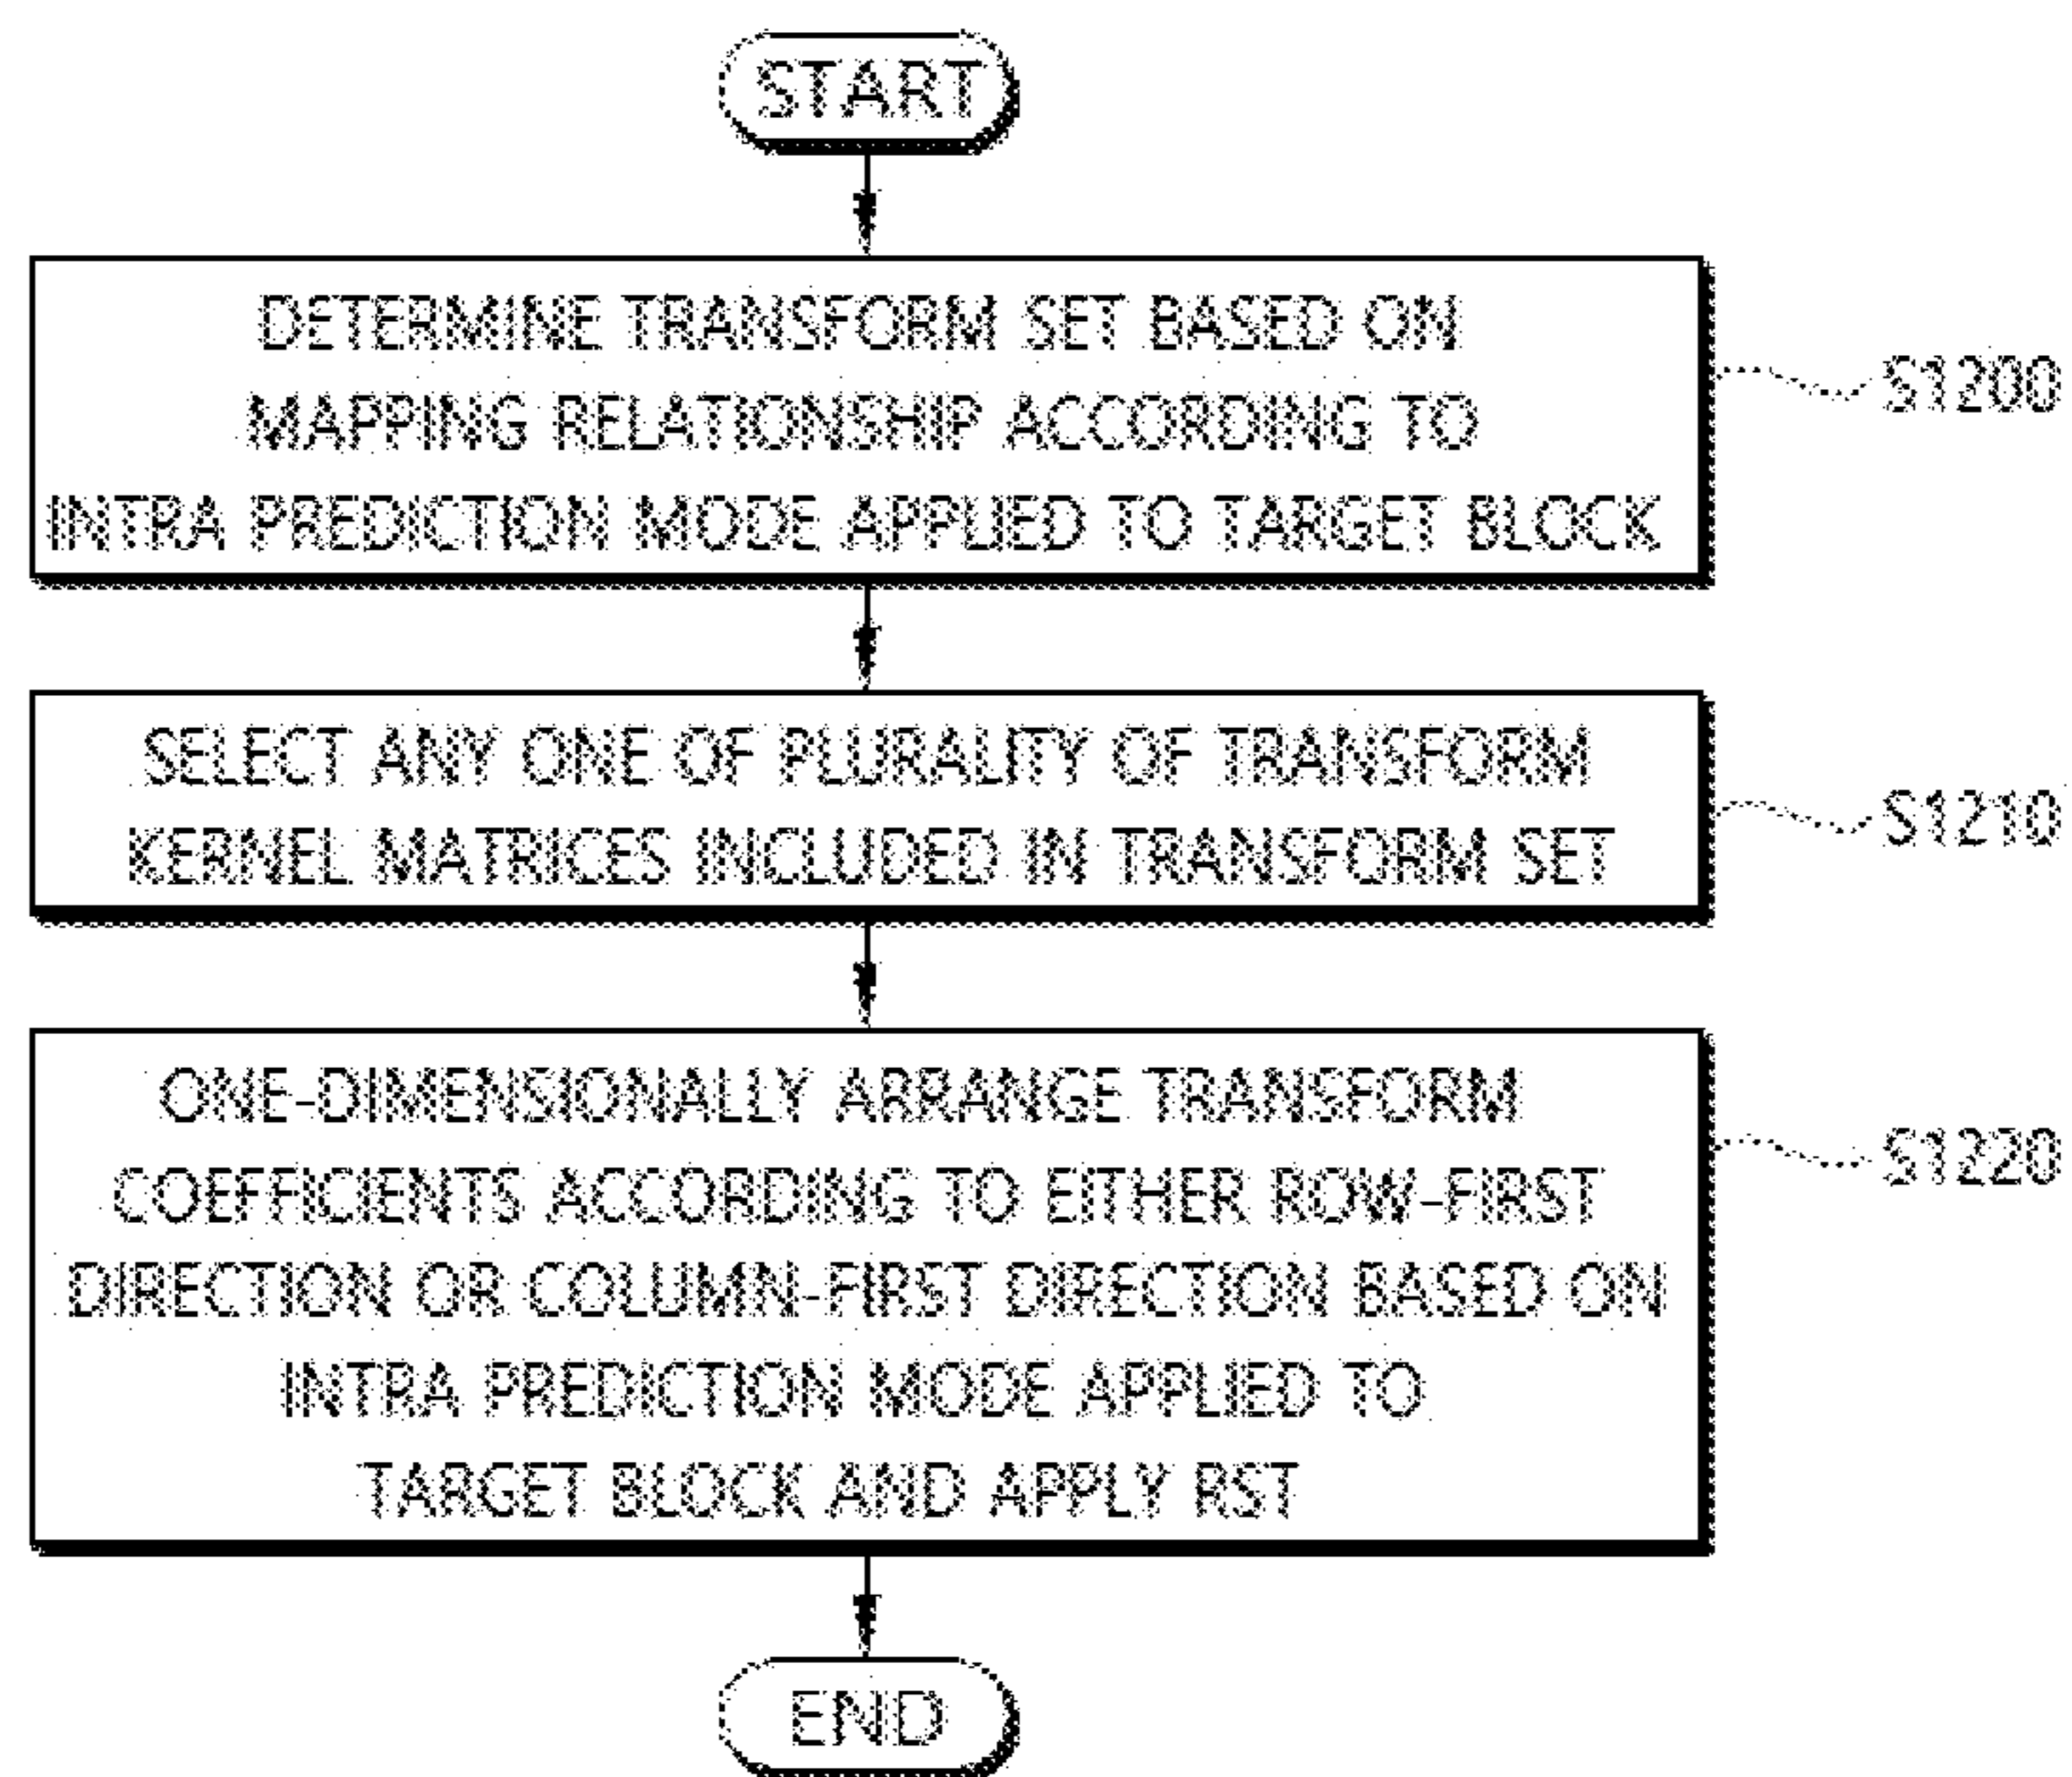 START
DETERMINE TRANSFORM SET BASED ON
MAPPING RELATIONSHIP ACCORDING TO
INTRA PREDICTION MODE APPLIED TO TARGET BLOCK
S1200
SELECT ANY ONE OF PLURALITY OF TRANSFORM
KERNEL MATRICES INCLUDED IN TRANSFORM SET
S1210
ONE-DIMENSIONALLY ARRANGE TRANSFORM
COEFFICIENTS ACCORDING TO EITHER ROW-FIRST
DIRECTION OR COLUMN-FIRST DIRECTION BASED ON
INTRA PREDICTION MODE APPLIED TO
TARGET BLOCK AND APPLY RST
S1220
END